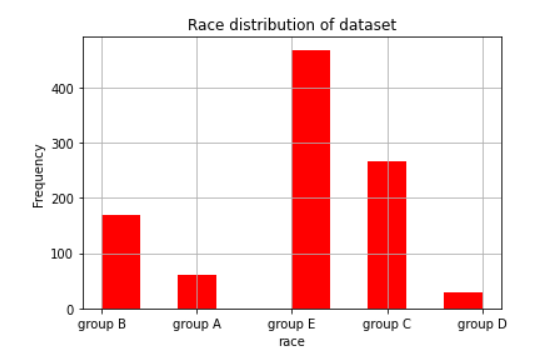 Race distribution of dataset
400
300
200
100
0
Frequency
group B group A group E group C group D
race